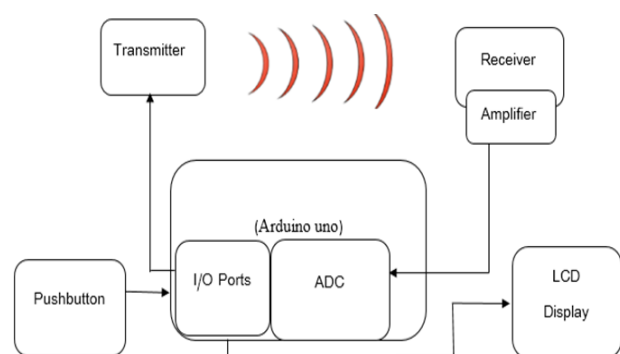 Transmitter
Receiver
Amplifier
(Arduino uno)
I/O Ports
ADC
Pushbutton
LCD
Display